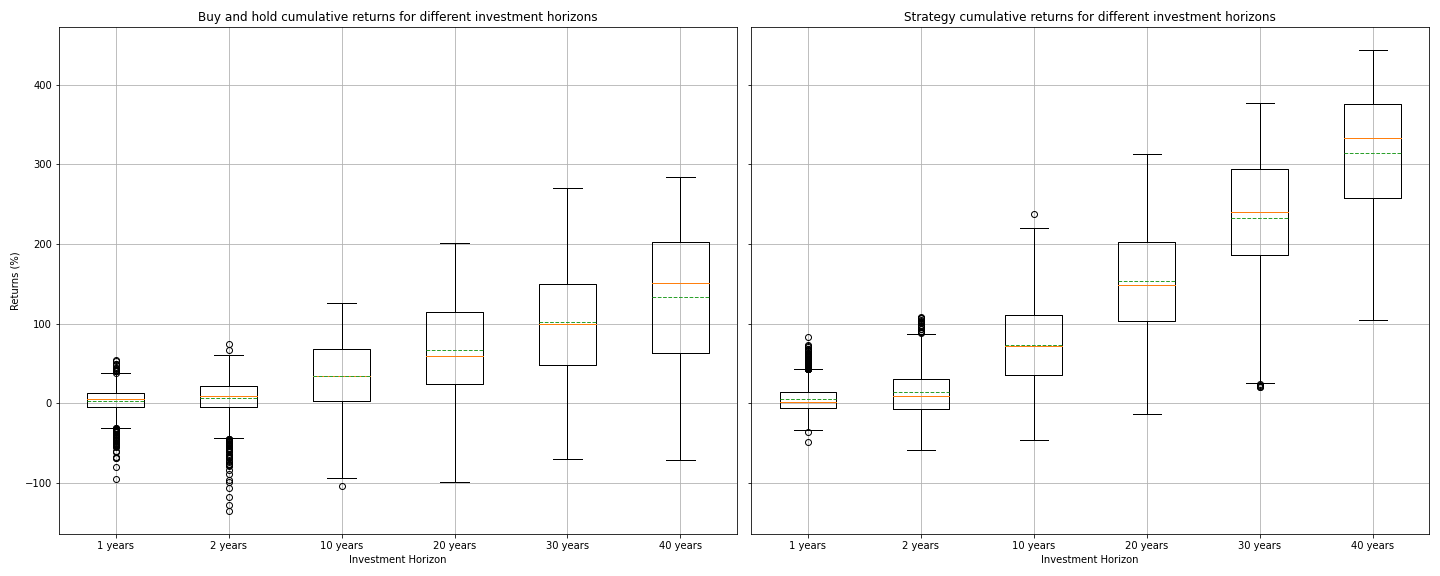 Buy and hold cumulative returns for different investment horizons
Strategy cumulative returns for different investment horizons
Returns (%)
400
300
200
100
0
−100
1 years
2 years
10 years
20 years
30 years
40 years
Investment Horizon
1 years
2 years
10 years
20 years
30 years
40 years
Investment Horizon